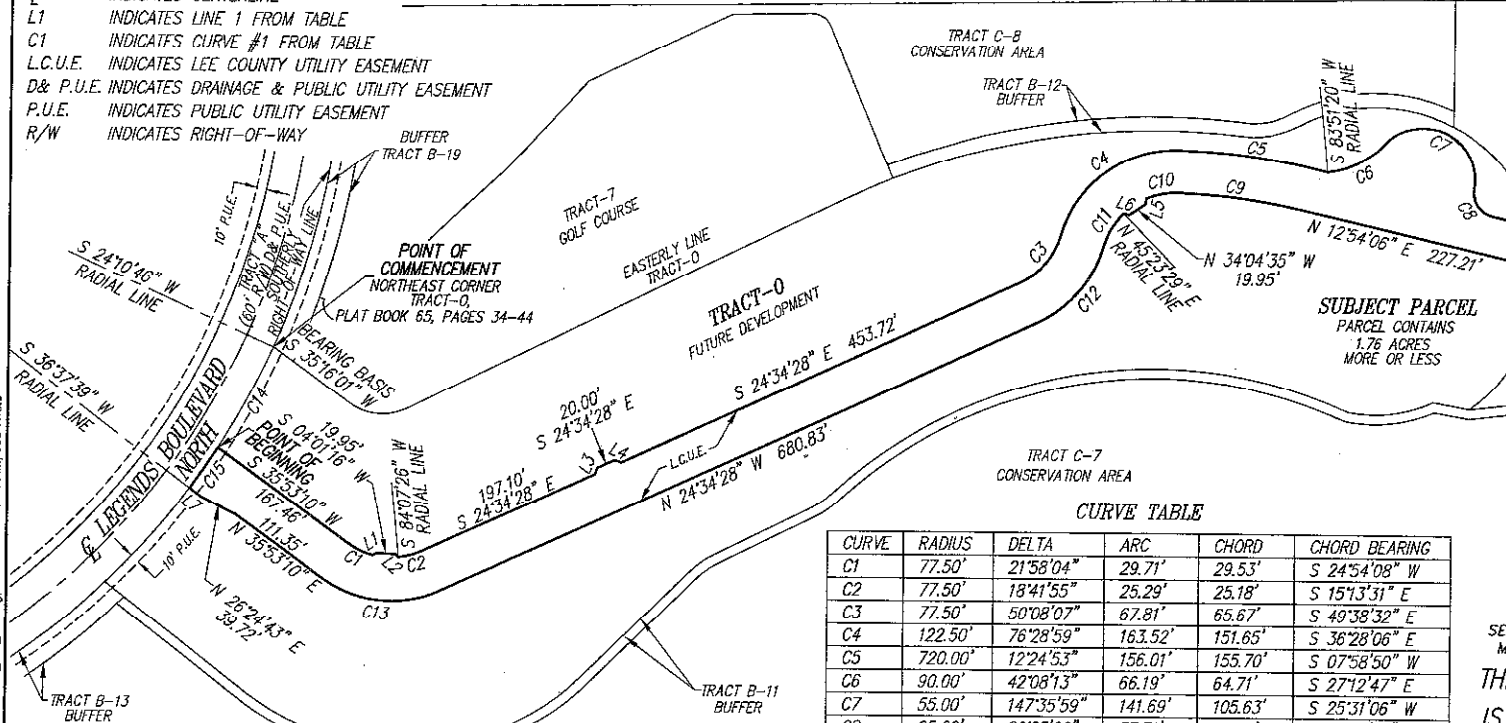 L1 INDICATES LINE 1 FROM TABLE
C1 INDICATES CURVE #1 FROM TABLE
L.C.U.E. INDICATES LEE COUNTY UTILITY EASEMENT
D& P.U.E. INDICATES DRAINAGE & PUBLIC UTILITY EASEMENT
P.U.E. INDICATES PUBLIC UTILITY EASEMENT
R/W INDICATES RIGHT-OF-WAY
BUFFER
TRACT B-19
TRACT C-8
CONSERVATION AREA
TRACT B-12
BUFFER
S 83°51'20" W
RADIAL LINE
C4
C5
C6
C7
C8
C10
C9
C11
L6
L5
C3
C12
N 45°23'29" E
RADIAL LINE
N 34°04'35" W
19.95'
N 12°54'06" E 227.21'
SUBJECT PARCEL
PARCEL CONTAINS
1.76 ACRES
MORE OR LESS
TRACT-7
GOLF COURSE
EASTERLY LINE
TRACT-O
TRACT-O
FUTURE DEVELOPMENT
10' P.U.E.
TRACT "A"
(60' R/W) D& P.U.E.
SOUTHERLY
RIGHT-OF-WAY LINE
POINT OF
COMMENCEMENT
NORTHEAST CORNER
TRACT-O,
PLAT BOOK 65, PAGES 34-44
S 24°10'46" W
RADIAL LINE
BEARING BASIS
S 35°16'01" W
S 36°37'39" W
RADIAL LINE
C14
19.95'
S 04°01'16" W
POINT OF
BEGINNING
S 35°53'10" W
167.46'
111.35'
N 35°53'10" E
C15
L7
℄ LEGENDS BOULEVARD
NORTH
10' P.U.E.
N 26°24'43" E
39.72'
C1
L1
L2
C2
C13
S 84°07'26" W
RADIAL LINE
197.10'
S 24°34'28" E
L3
L4
20.00'
S 24°34'28" E
S 24°34'28" E 453.72'
L.C.U.E.
N 24°34'28" W 680.83'
TRACT C-7
CONSERVATION AREA
TRACT B-13
BUFFER
TRACT B-11
BUFFER
CURVE TABLE
CURVE RADIUS DELTA ARC CHORD CHORD BEARING
C1 77.50' 21°58'04" 29.71' 29.53' S 24°54'08" W
C2 77.50' 18°41'55" 25.29' 25.18' S 15°13'31" E
C3 77.50' 50°08'07" 67.81' 65.67' S 49°38'32" E
C4 122.50' 76°28'59" 163.52' 151.65' S 36°28'06" E
C5 720.00' 12°24'53" 156.01' 155.70' S 07°58'50" W
C6 90.00' 42°08'13" 66.19' 64.71' S 27°12'47" E
C7 55.00' 147°35'59" 141.69' 105.63' S 25°31'06" W